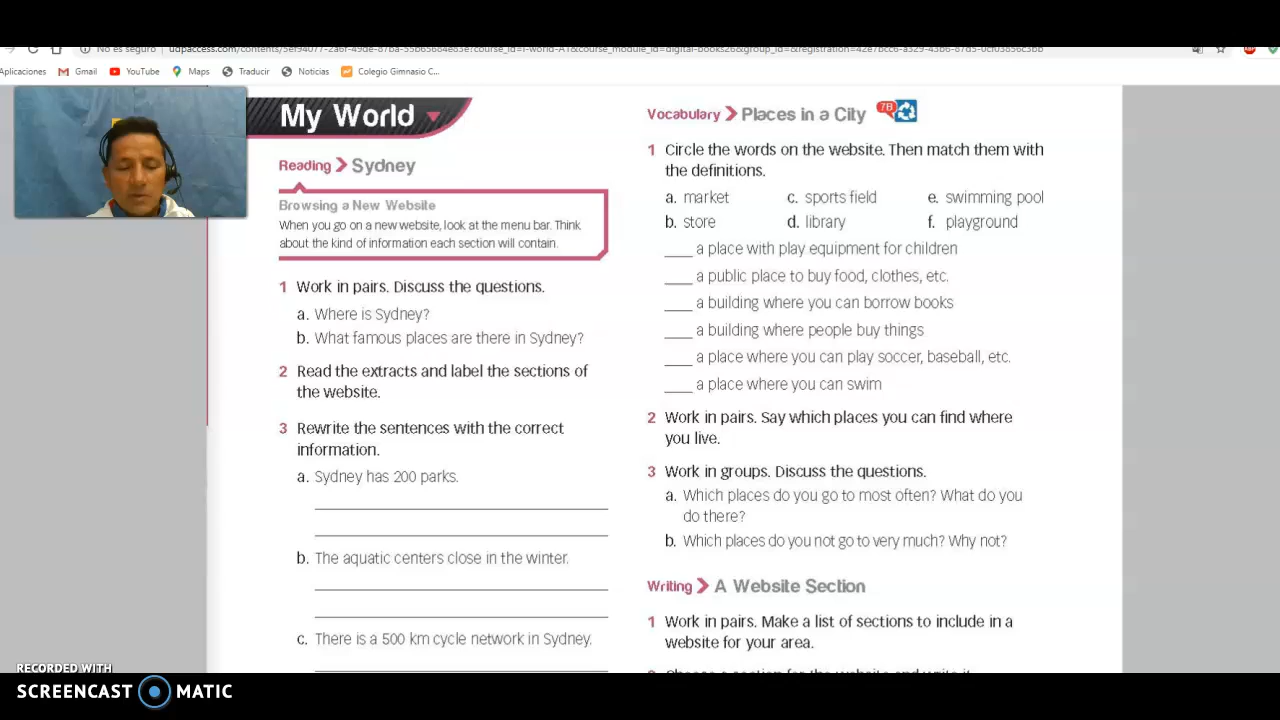 No es seguro
Aplicaciones Gmail YouTube Maps Traducir Noticias Colegio Gimnasio C...
My World
Reading Sydney
Browsing a New Website
When you go on a new website, look at the menu bar. Think
about the kind of information each section will contain.
1 Work in pairs. Discuss the questions.
a. Where is Sydney?
b. What famous places are there in Sydney?
2 Read the extracts and label the sections of
the website.
3 Rewrite the sentences with the correct
information.
a. Sydney has 200 parks.
b. The aquatic centers close in the winter.
c. There is a 500 km cycle network in Sydney.
Vocabulary Places in a City 7B
1 Circle the words on the website. Then match them with
the definitions.
a. market c. sports field e. swimming pool
b. store d. library f. playground
____ a place with play equipment for children
____ a public place to buy food, clothes, etc.
____ a building where you can borrow books
____ a building where people buy things
____ a place where you can play soccer, baseball, etc.
____ a place where you can swim
2 Work in pairs. Say which places you can find where
you live.
3 Work in groups. Discuss the questions.
a. Which places do you go to most often? What do you
do there?
b. Which places do you not go to very much? Why not?
Writing A Website Section
1 Work in pairs. Make a list of sections to include in a
website for your area.
2 Choose a section for the website and write it.
RECORDED WITH
SCREENCAST MATIC